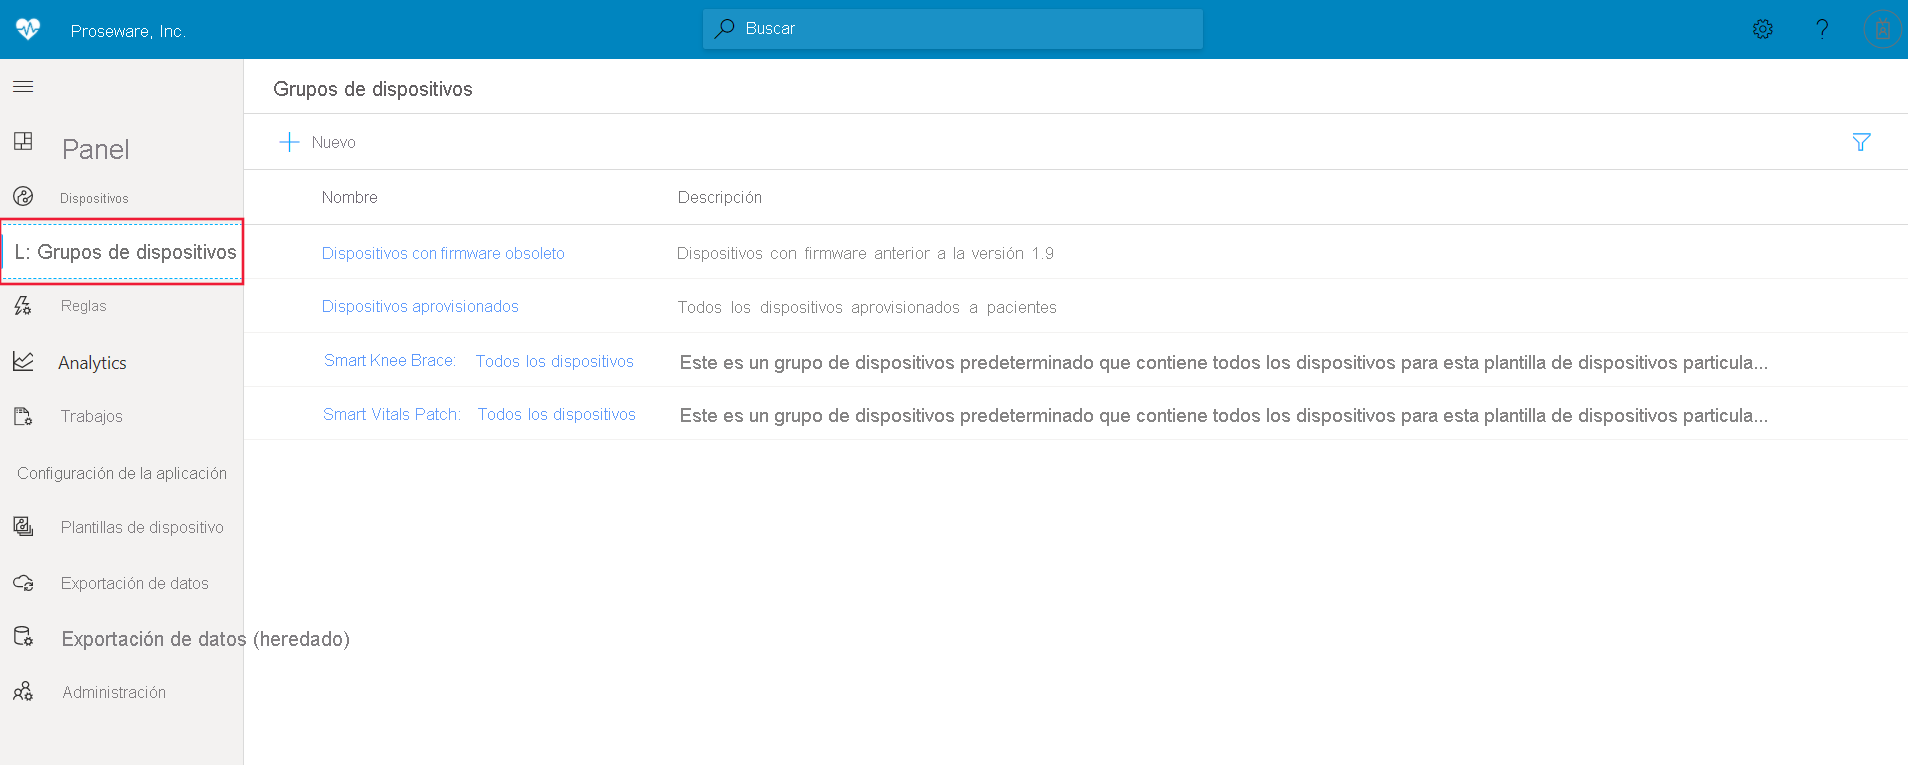 Proseware, Inc.
Buscar
Grupos de dispositivos
Nuevo
Nombre Descripción
Dispositivos con firmware obsoleto Dispositivos con firmware anterior a la versión 1.9
Dispositivos aprovisionados Todos los dispositivos aprovisionados a pacientes
Smart Knee Brace: Todos los dispositivos Este es un grupo de dispositivos predeterminado que contiene todos los dispositivos para esta plantilla de dispositivos particula...
Smart Vitals Patch: Todos los dispositivos Este es un grupo de dispositivos predeterminado que contiene todos los dispositivos para esta plantilla de dispositivos particula...
Panel
Dispositivos
L: Grupos de dispositivos
Reglas
Analytics
Trabajos
Configuración de la aplicación
Plantillas de dispositivo
Exportación de datos
Exportación de datos (heredado)
Administración